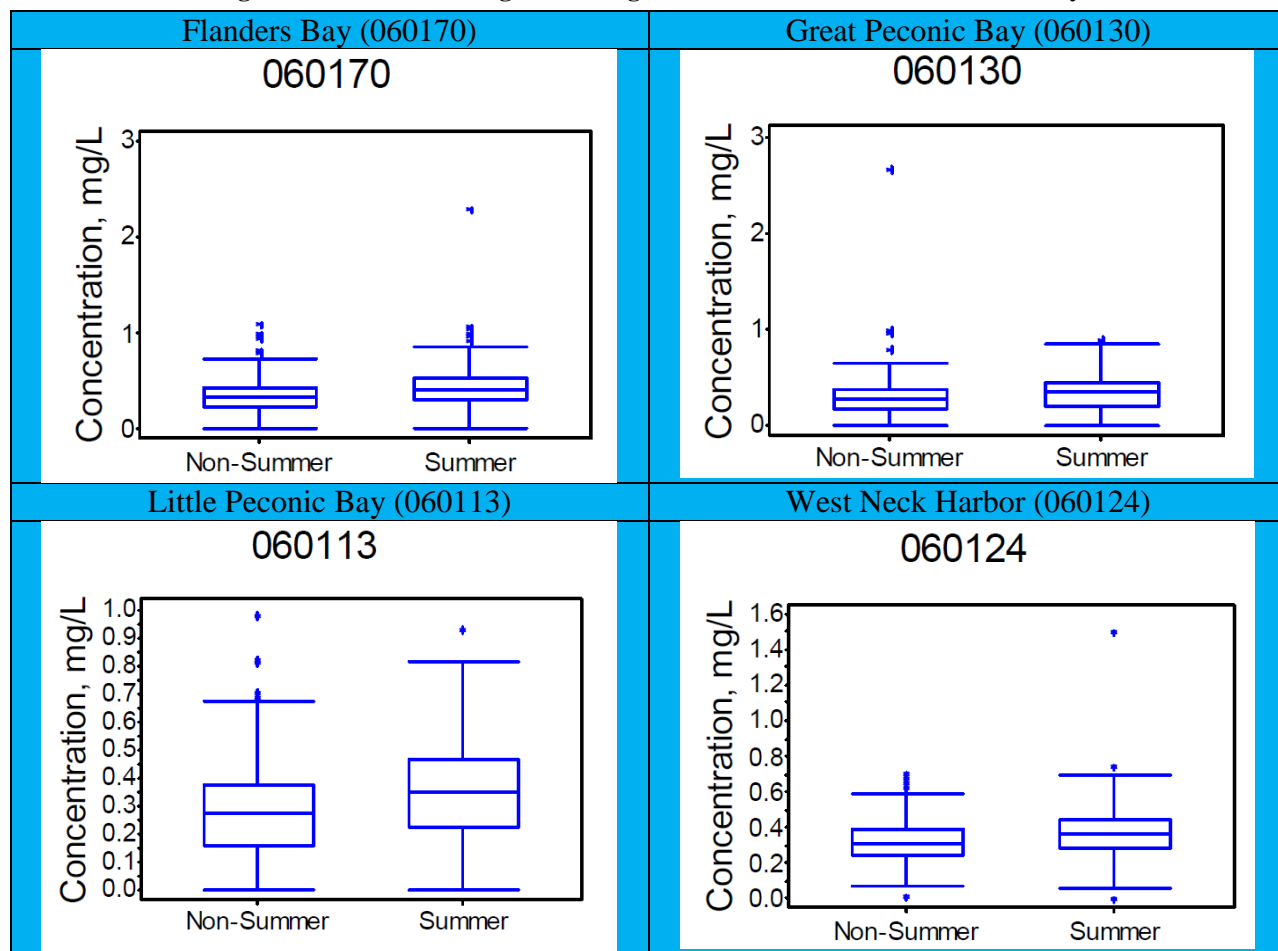 Flanders Bay (060170)
Great Peconic Bay (060130)
060170
Concentration, mg/L
3
2
1
0
Non-Summer
Summer
060130
Concentration, mg/L
3
2
1
0
Non-Summer
Summer
Little Peconic Bay (060113)
West Neck Harbor (060124)
060113
Concentration, mg/L
1.0
0.9
0.8
0.7
0.6
0.5
0.4
0.3
0.2
0.1
0.0
Non-Summer
Summer
060124
Concentration, mg/L
1.6
1.4
1.2
1.0
0.8
0.6
0.4
0.2
0.0
Non-Summer
Summer